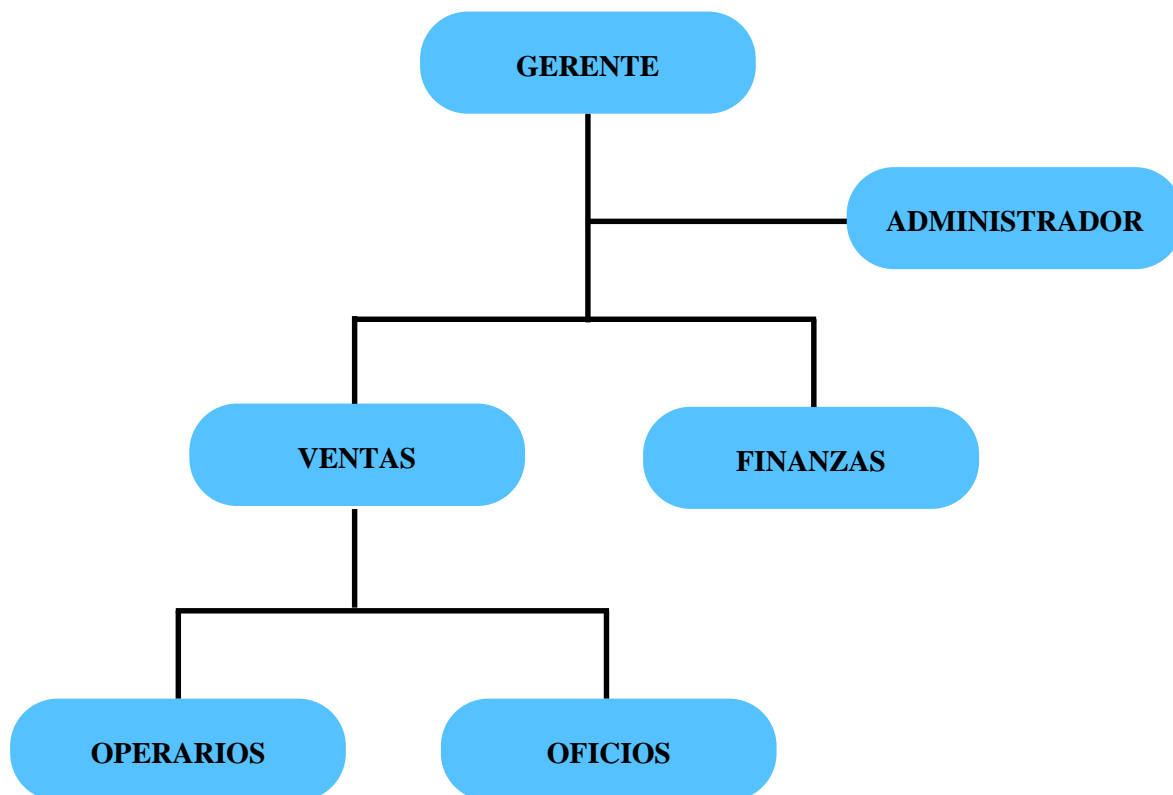 GERENTE
ADMINISTRADOR
VENTAS
FINANZAS
OPERARIOS
OFICIOS